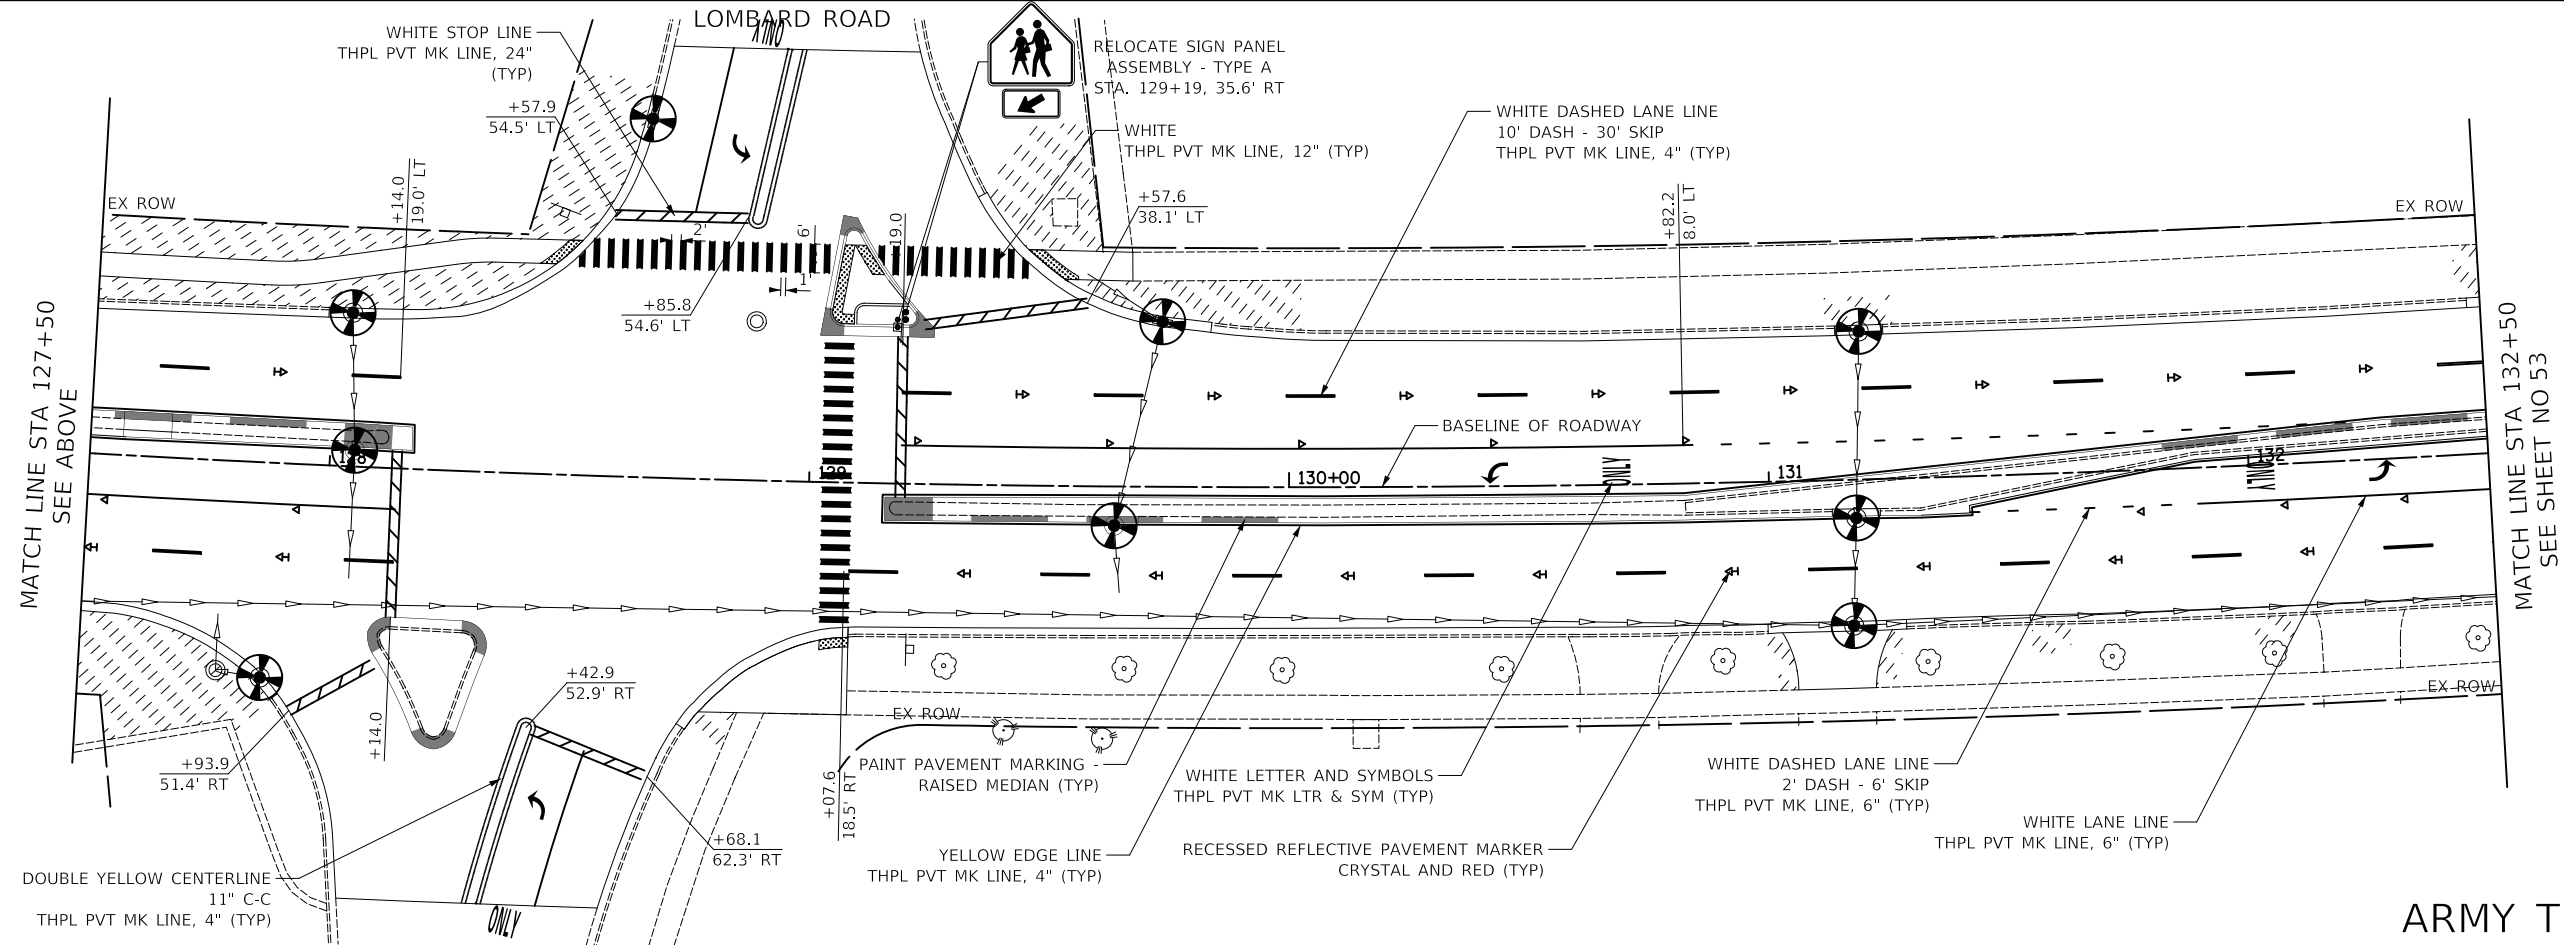 LOMBARD ROAD
WHITE STOP LINE
THPL PVT MK LINE, 24"
(TYP)
+57.9
54.5' LT
ONLY
RELOCATE SIGN PANEL
ASSEMBLY - TYPE A
STA. 129+19, 35.6' RT
WHITE
THPL PVT MK LINE, 12" (TYP)
WHITE DASHED LANE LINE
10' DASH - 30' SKIP
THPL PVT MK LINE, 4" (TYP)
+57.6
38.1' LT
+82.2
8.0' LT
EX ROW
EX ROW
+14.0
19.0' LT
2'
6'
1'
+19.0
+85.8
54.6' LT
MATCH LINE STA 127+50
SEE ABOVE
MATCH LINE STA 132+50
SEE SHEET NO 53
BASELINE OF ROADWAY
128
129
130+00
131
132
ONLY
ONLY
+42.9
52.9' RT
+14.0
+93.9
51.4' RT
EX ROW
EX ROW
+07.6
18.5' RT
+68.1
62.3' RT
PAINT PAVEMENT MARKING -
RAISED MEDIAN (TYP)
WHITE LETTER AND SYMBOLS
THPL PVT MK LTR & SYM (TYP)
WHITE DASHED LANE LINE
2' DASH - 6' SKIP
THPL PVT MK LINE, 6" (TYP)
WHITE LANE LINE
THPL PVT MK LINE, 6" (TYP)
YELLOW EDGE LINE
THPL PVT MK LINE, 4" (TYP)
RECESSED REFLECTIVE PAVEMENT MARKER
CRYSTAL AND RED (TYP)
DOUBLE YELLOW CENTERLINE
11" C-C
THPL PVT MK LINE, 4" (TYP)
ONLY
ARMY T